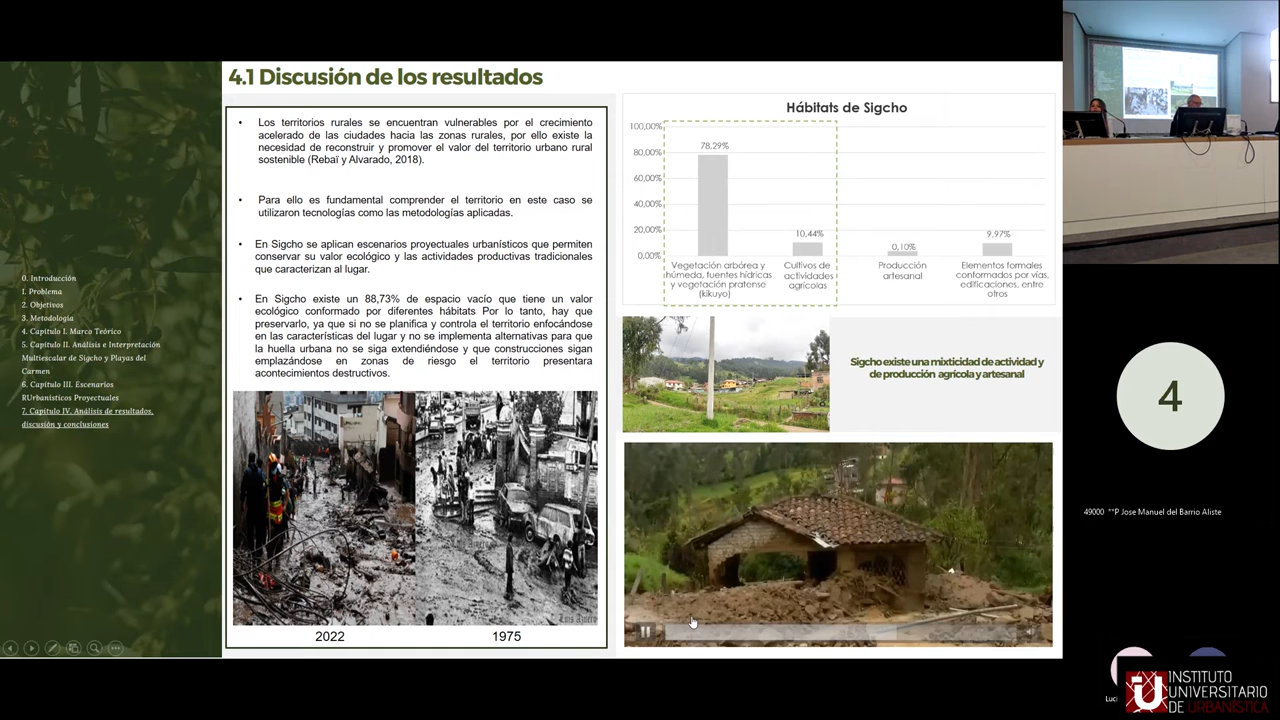 4.1 Discusión de los resultados
• Los territorios rurales se encuentran vulnerables por el crecimiento
acelerado de las ciudades hacia las zonas rurales, por ello existe la
necesidad de reconstruir y promover el valor del territorio urbano rural
sostenible (Rebaï y Alvarado, 2018).
• Para ello es fundamental comprender el territorio en este caso se
utilizaron tecnologías como las metodologías aplicadas.
• En Sigcho se aplican escenarios proyectuales urbanísticos que permiten
conservar su valor ecológico y las actividades productivas tradicionales
que caracterizan al lugar.
• En Sigcho existe un 88,73% de espacio vacío que tiene un valor
ecológico conformado por diferentes hábitats Por lo tanto, hay que
preservarlo, ya que si no se planifica y controla el territorio enfocándose
en las características del lugar y no se implementa alternativas para que
la huella urbana no se siga extendiéndose y que construcciones sigan
emplazándose en zonas de riesgo el territorio presentara
acontecimientos destructivos.
2022
1975
Hábitats de Sigcho
100,00%
80,00%
60,00%
40,00%
20,00%
0,00%
78.29%
10,44%
0,10%
9,97%
Vegetación arbórea y
húmeda, fuentes hídricas
y vegetación pratense
(kikuyo)
Cultivos de
actividades
agrícolas
Producción
artesanal
Elementos formales
conformados por vías,
edificaciones, entre
otros
Sigcho existe una mixticidad de actividad y
de producción agrícola y artesanal
0. Introducción
1. Problema
2. Objetivos
3. Metodología
4. Capítulo I. Marco Teórico
5. Capítulo II. Análisis e Interpretación
Multiescalar de Sigcho y Playas del
Carmen
6. Capítulo III. Escenarios
RUrbanísticos Proyectuales
7. Capítulo IV. Análisis de resultados,
discusión y conclusiones
4
49000 **P Jose Manuel del Barrio Aliste
Luci
INSTITUTO
UNIVERSITARIO
DE URBANÍSTICA